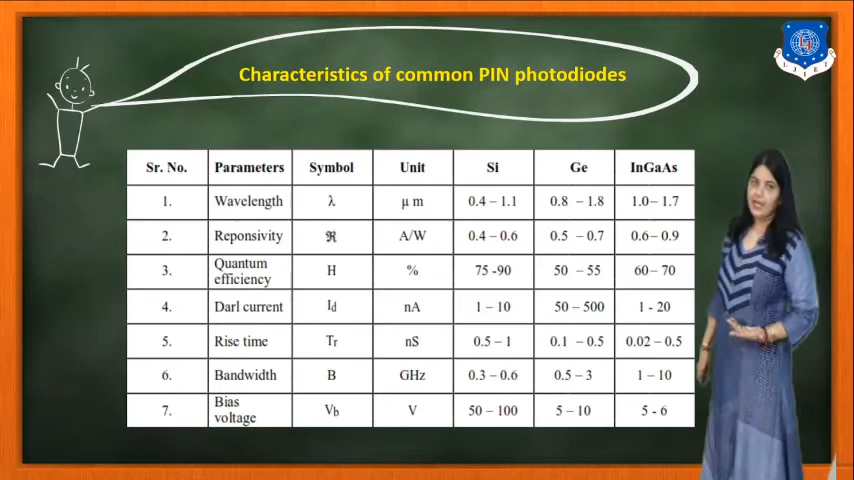 Characteristics of common PIN photodiodes
UJIET
Sr. No. Parameters Symbol Unit Si Ge InGaAs
1. Wavelength λ μ m 0.4 – 1.1 0.8 – 1.8 1.0 – 1.7
2. Reponsivity ℜ A/W 0.4 – 0.6 0.5 – 0.7 0.6 – 0.9
3. Quantum efficiency H % 75 -90 50 – 55 60 – 70
4. Darl current Id nA 1 – 10 50 – 500 1 - 20
5. Rise time Tr nS 0.5 – 1 0.1 – 0.5 0.02 – 0.5
6. Bandwidth B GHz 0.3 – 0.6 0.5 – 3 1 – 10
7. Bias voltage Vb V 50 – 100 5 – 10 5 - 6